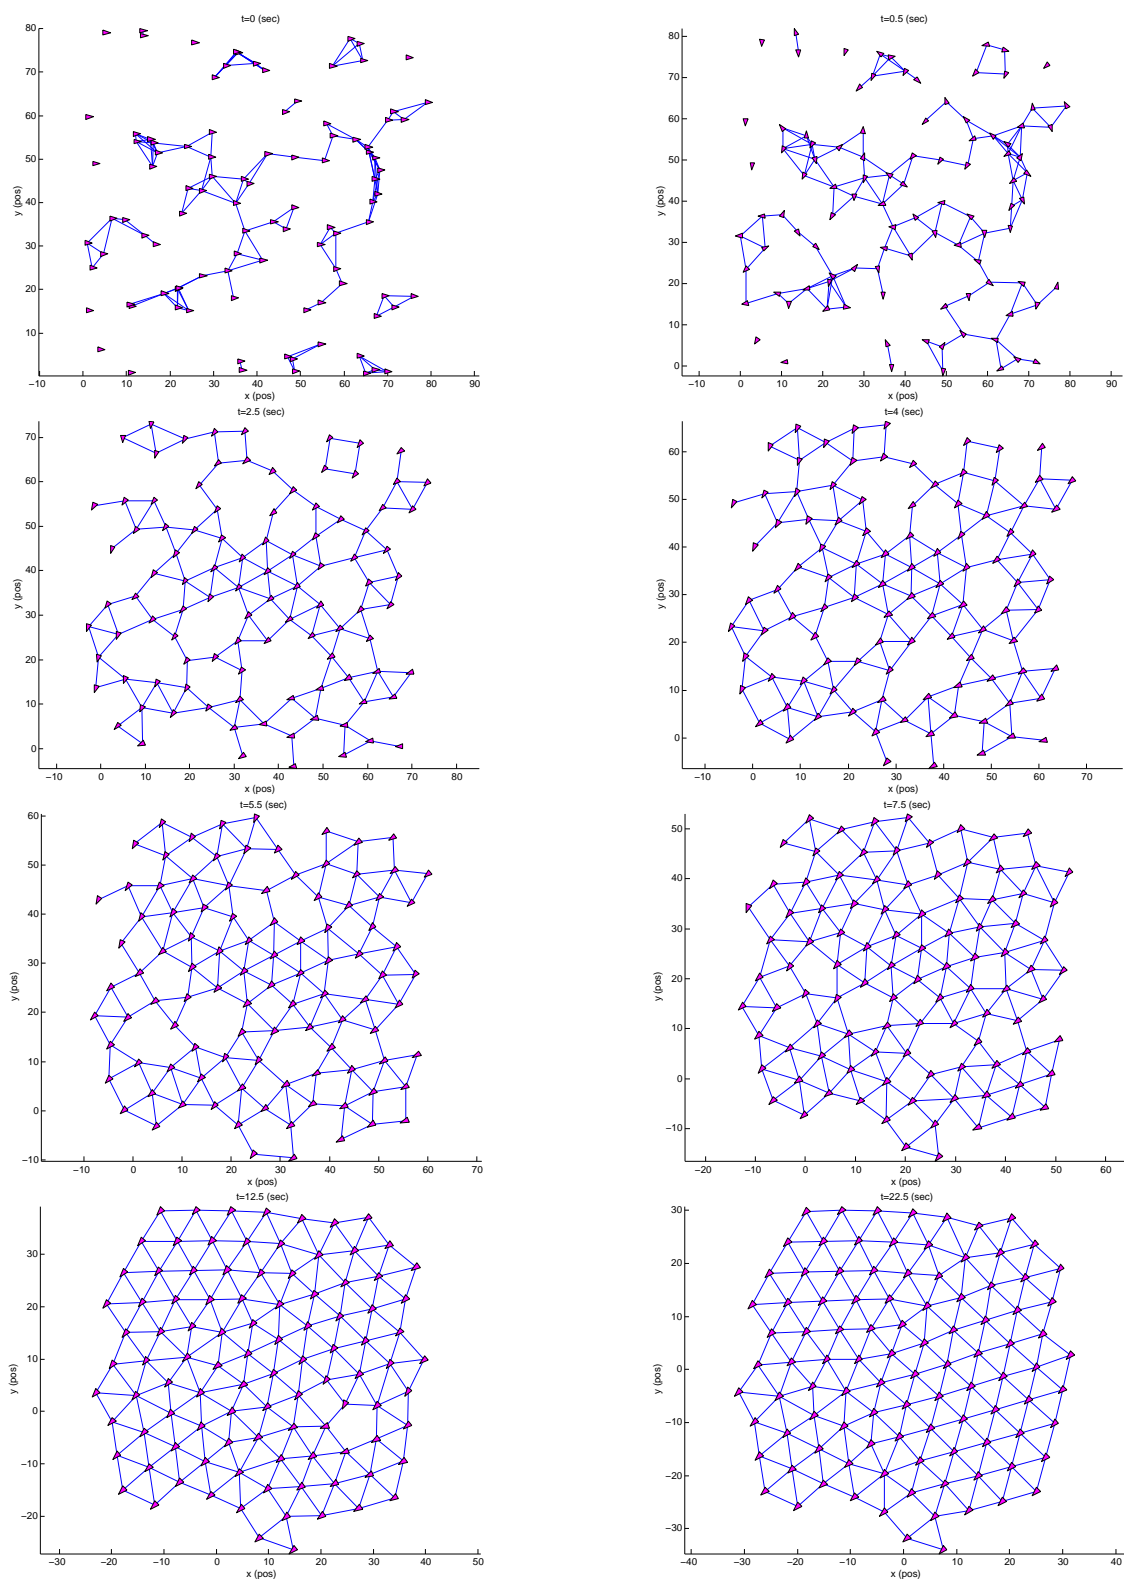 t=0 (sec)
80
70
60
50
40
30
20
10
y (pos)
−10 0 10 20 30 40 50 60 70 80 90
x (pos)
t=0.5 (sec)
80
70
60
50
40
30
20
10
0
y (pos)
−10 0 10 20 30 40 50 60 70 80 90
x (pos)
t=2.5 (sec)
70
60
50
40
30
20
10
0
y (pos)
−10 0 10 20 30 40 50 60 70 80
x (pos)
t=4 (sec)
60
50
40
30
20
10
0
y (pos)
−10 0 10 20 30 40 50 60 70
x (pos)
t=5.5 (sec)
60
50
40
30
20
10
0
−10
y (pos)
−10 0 10 20 30 40 50 60 70
x (pos)
t=7.5 (sec)
50
40
30
20
10
0
−10
y (pos)
−20 −10 0 10 20 30 40 50 60
x (pos)
t=12.5 (sec)
30
20
10
0
−10
−20
y (pos)
−30 −20 −10 0 10 20 30 40 50
x (pos)
t=22.5 (sec)
30
20
10
0
−10
−20
−30
y (pos)
−40 −30 −20 −10 0 10 20 30 40
x (pos)